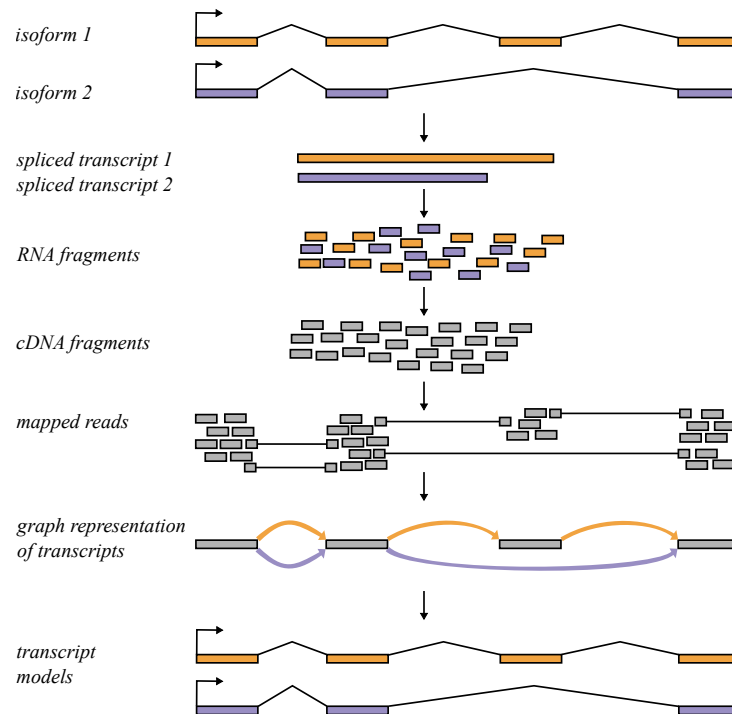 isoform 1
isoform 2
spliced transcript 1
spliced transcript 2
RNA fragments
cDNA fragments
mapped reads
graph representation
of transcripts
transcript
models